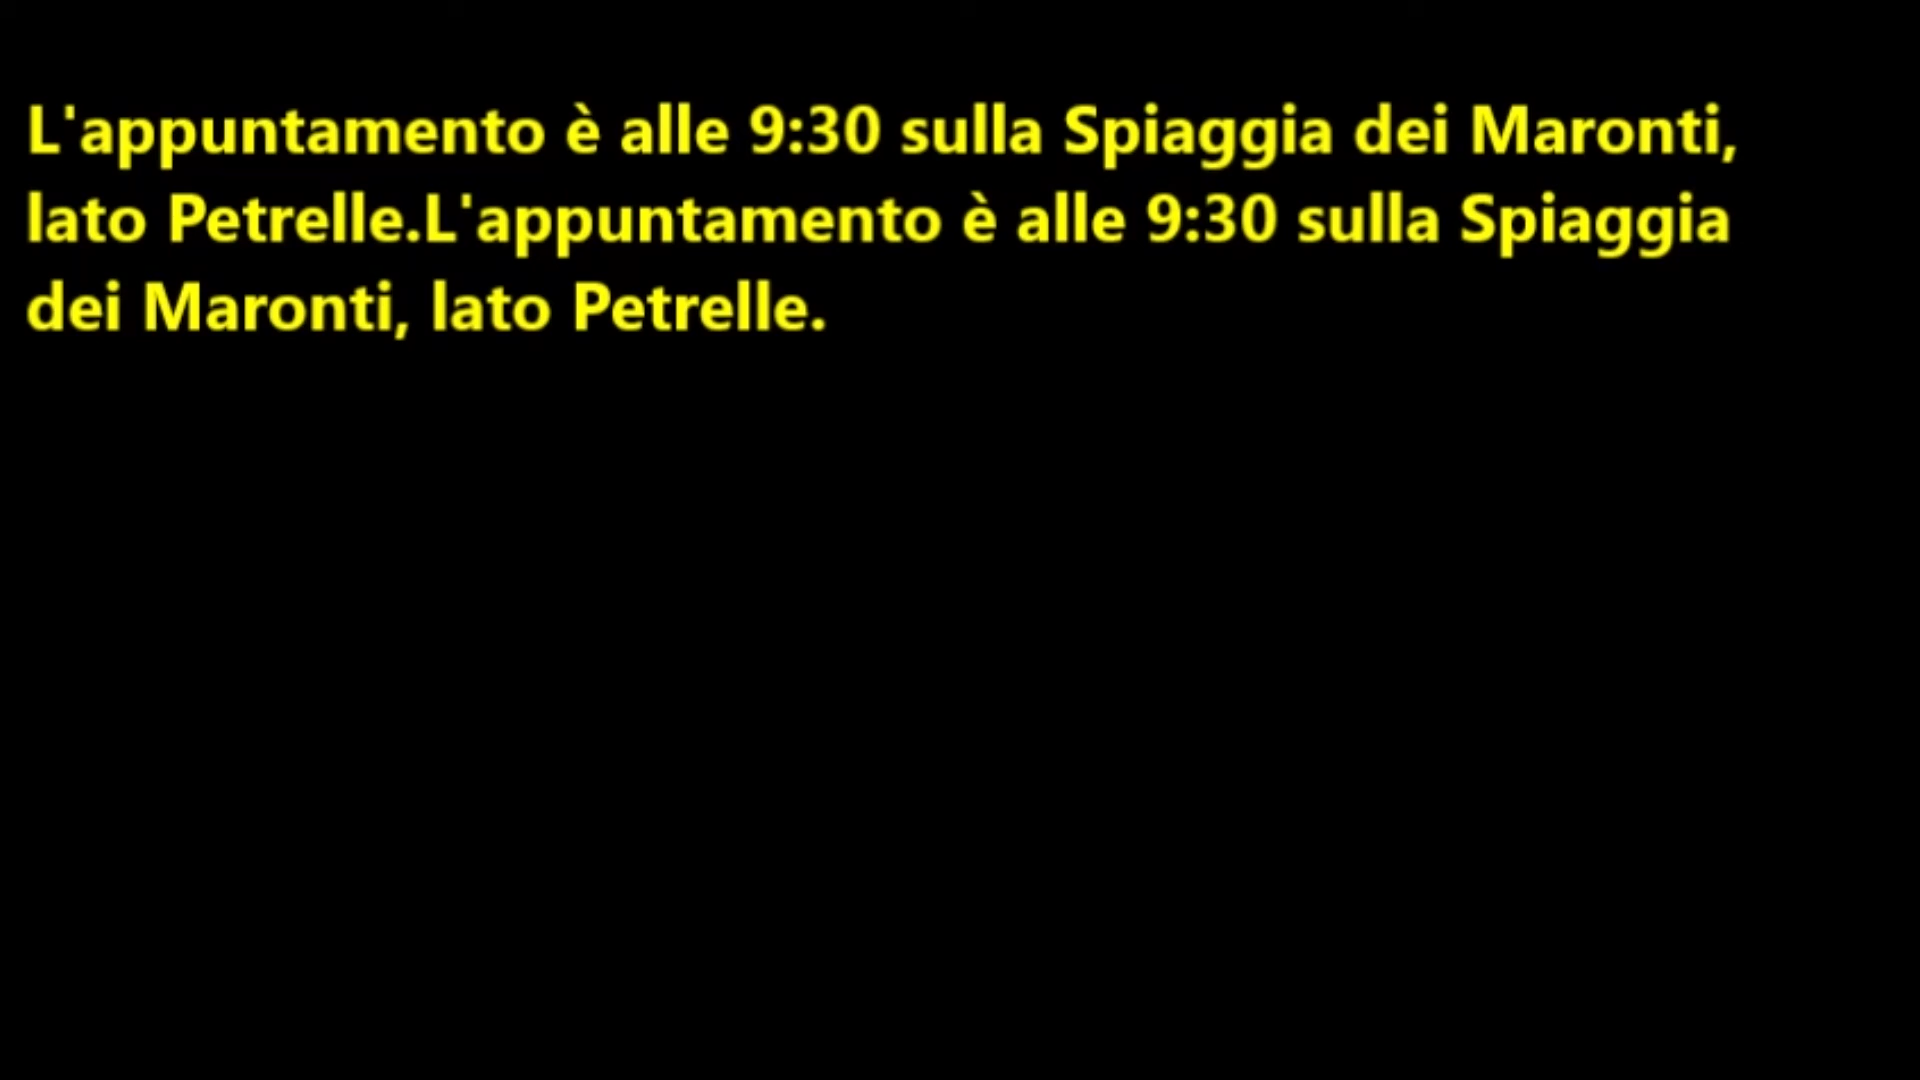 L'appuntamento è alle 9:30 sulla Spiaggia dei Maronti,
lato Petrelle.L'appuntamento è alle 9:30 sulla Spiaggia
dei Maronti, lato Petrelle.